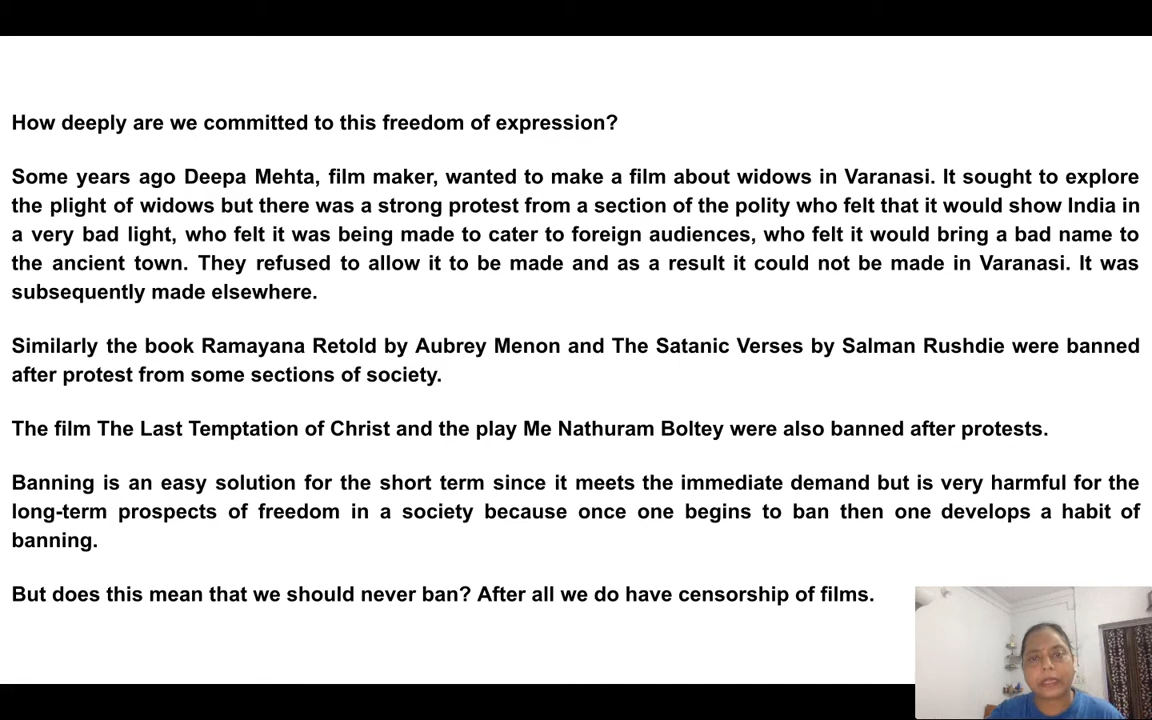 How deeply are we committed to this freedom of expression?
Some years ago Deepa Mehta, film maker, wanted to make a film about widows in Varanasi. It sought to explore
the plight of widows but there was a strong protest from a section of the polity who felt that it would show India in
a very bad light, who felt it was being made to cater to foreign audiences, who felt it would bring a bad name to
the ancient town. They refused to allow it to be made and as a result it could not be made in Varanasi. It was
subsequently made elsewhere.
Similarly the book Ramayana Retold by Aubrey Menon and The Satanic Verses by Salman Rushdie were banned
after protest from some sections of society.
The film The Last Temptation of Christ and the play Me Nathuram Boltey were also banned after protests.
Banning is an easy solution for the short term since it meets the immediate demand but is very harmful for the
long-term prospects of freedom in a society because once one begins to ban then one develops a habit of
banning.
But does this mean that we should never ban? After all we do have censorship of films.